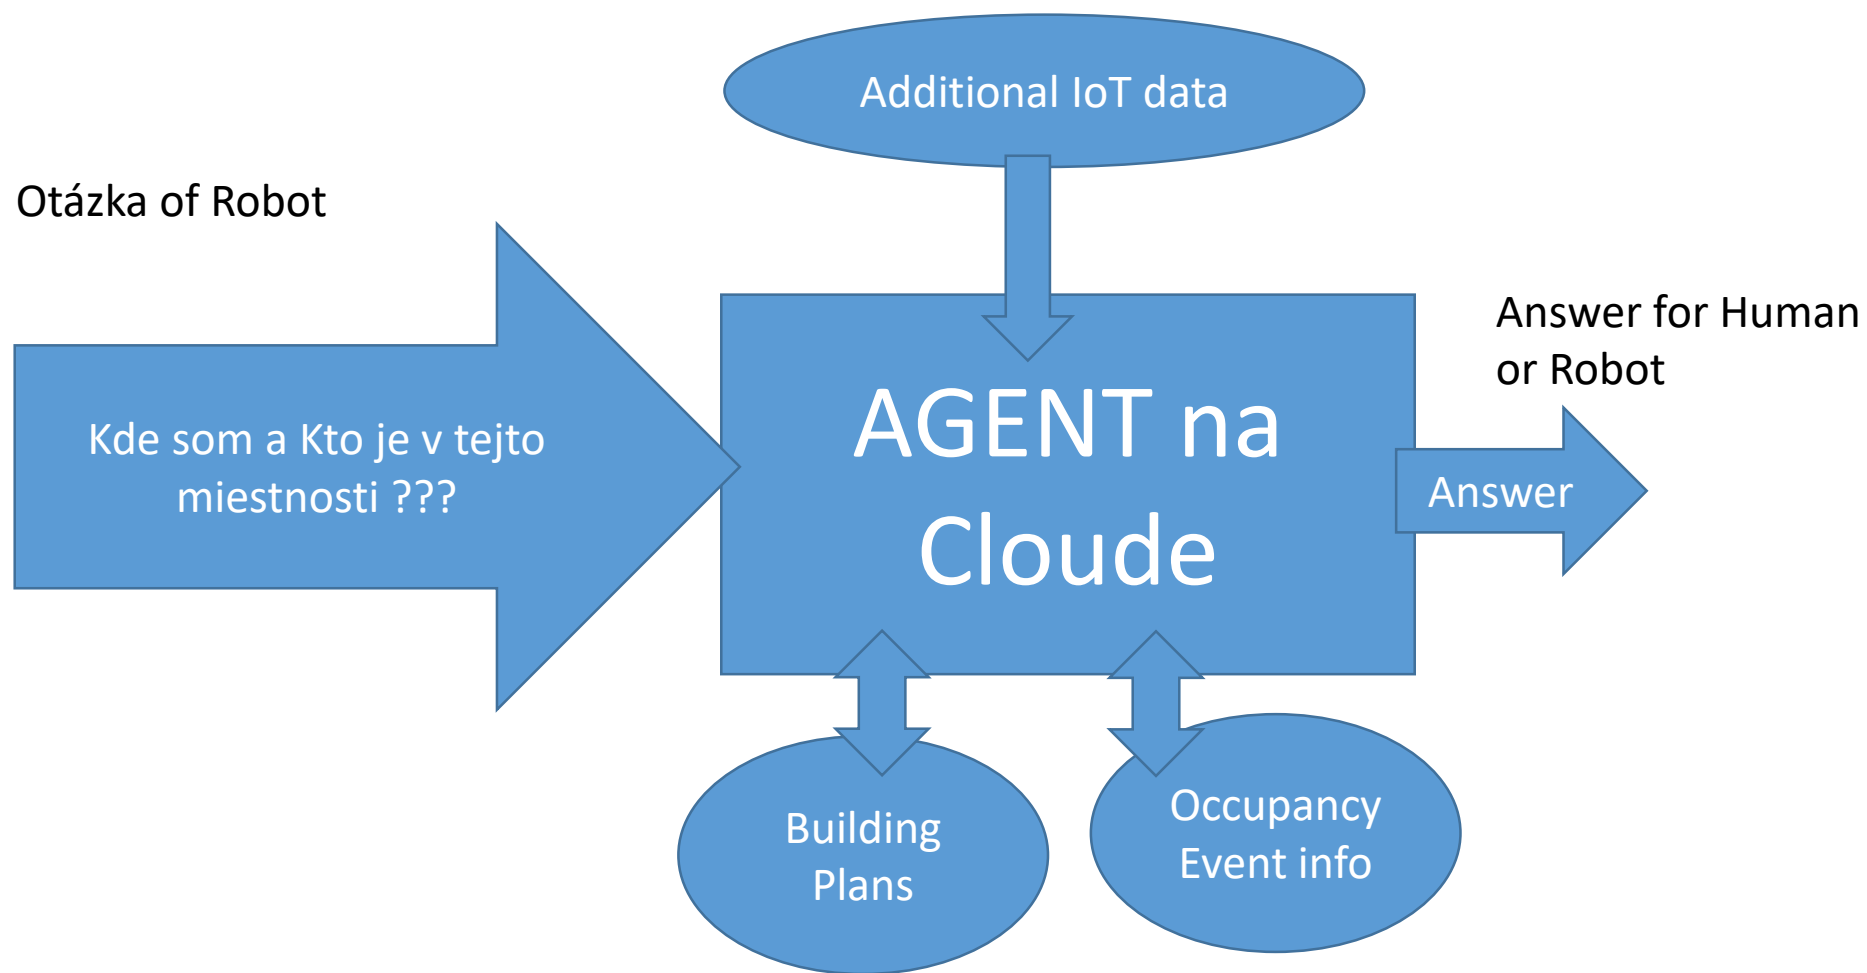 Additional IoT data
Otázka of Robot
Kde som a Kto je v tejto
miestnosti ???
AGENT na
Cloude
Answer for Human
or Robot
Answer
Building
Plans
Occupancy
Event info